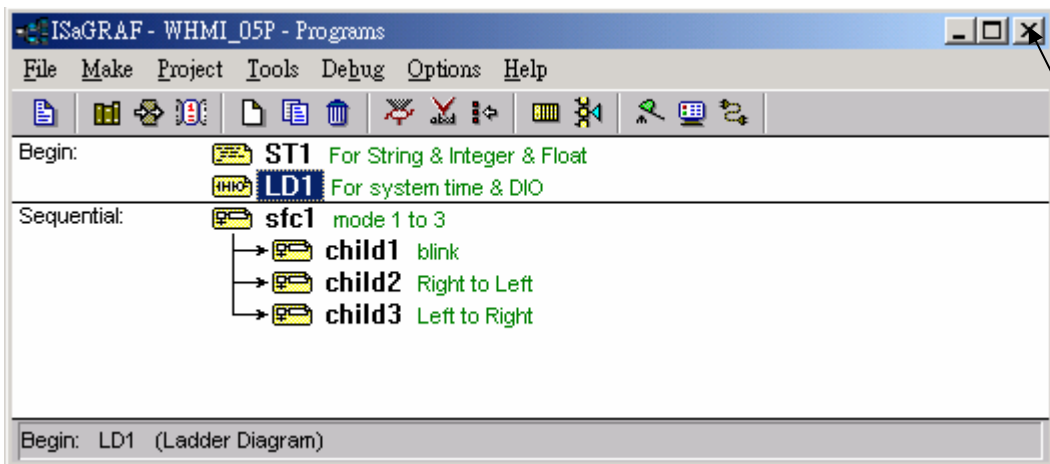 ISaGRAF - WHMI_05P - Programs
File Make Project Tools Debug Options Help
Begin: ST1 For String & Integer & Float
LD1 For system time & DIO
Sequential: sfc1 mode 1 to 3
child1 blink
child2 Right to Left
child3 Left to Right
Begin: LD1 (Ladder Diagram)